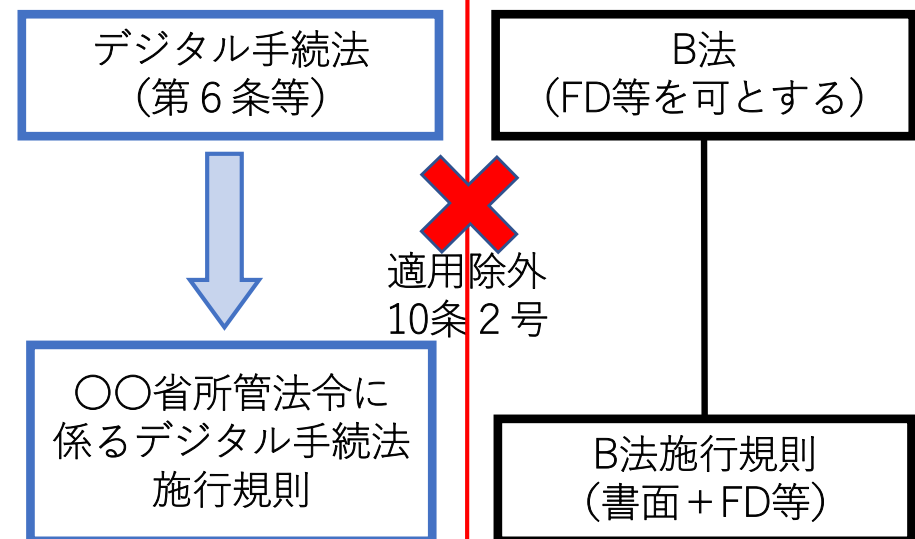 デジタル手続法
(第６条等)
B法
(FD等を可とする)
適用除外
10条２号
〇〇省所管法令に
係るデジタル手続法
施行規則
B法施行規則
(書面＋FD等)